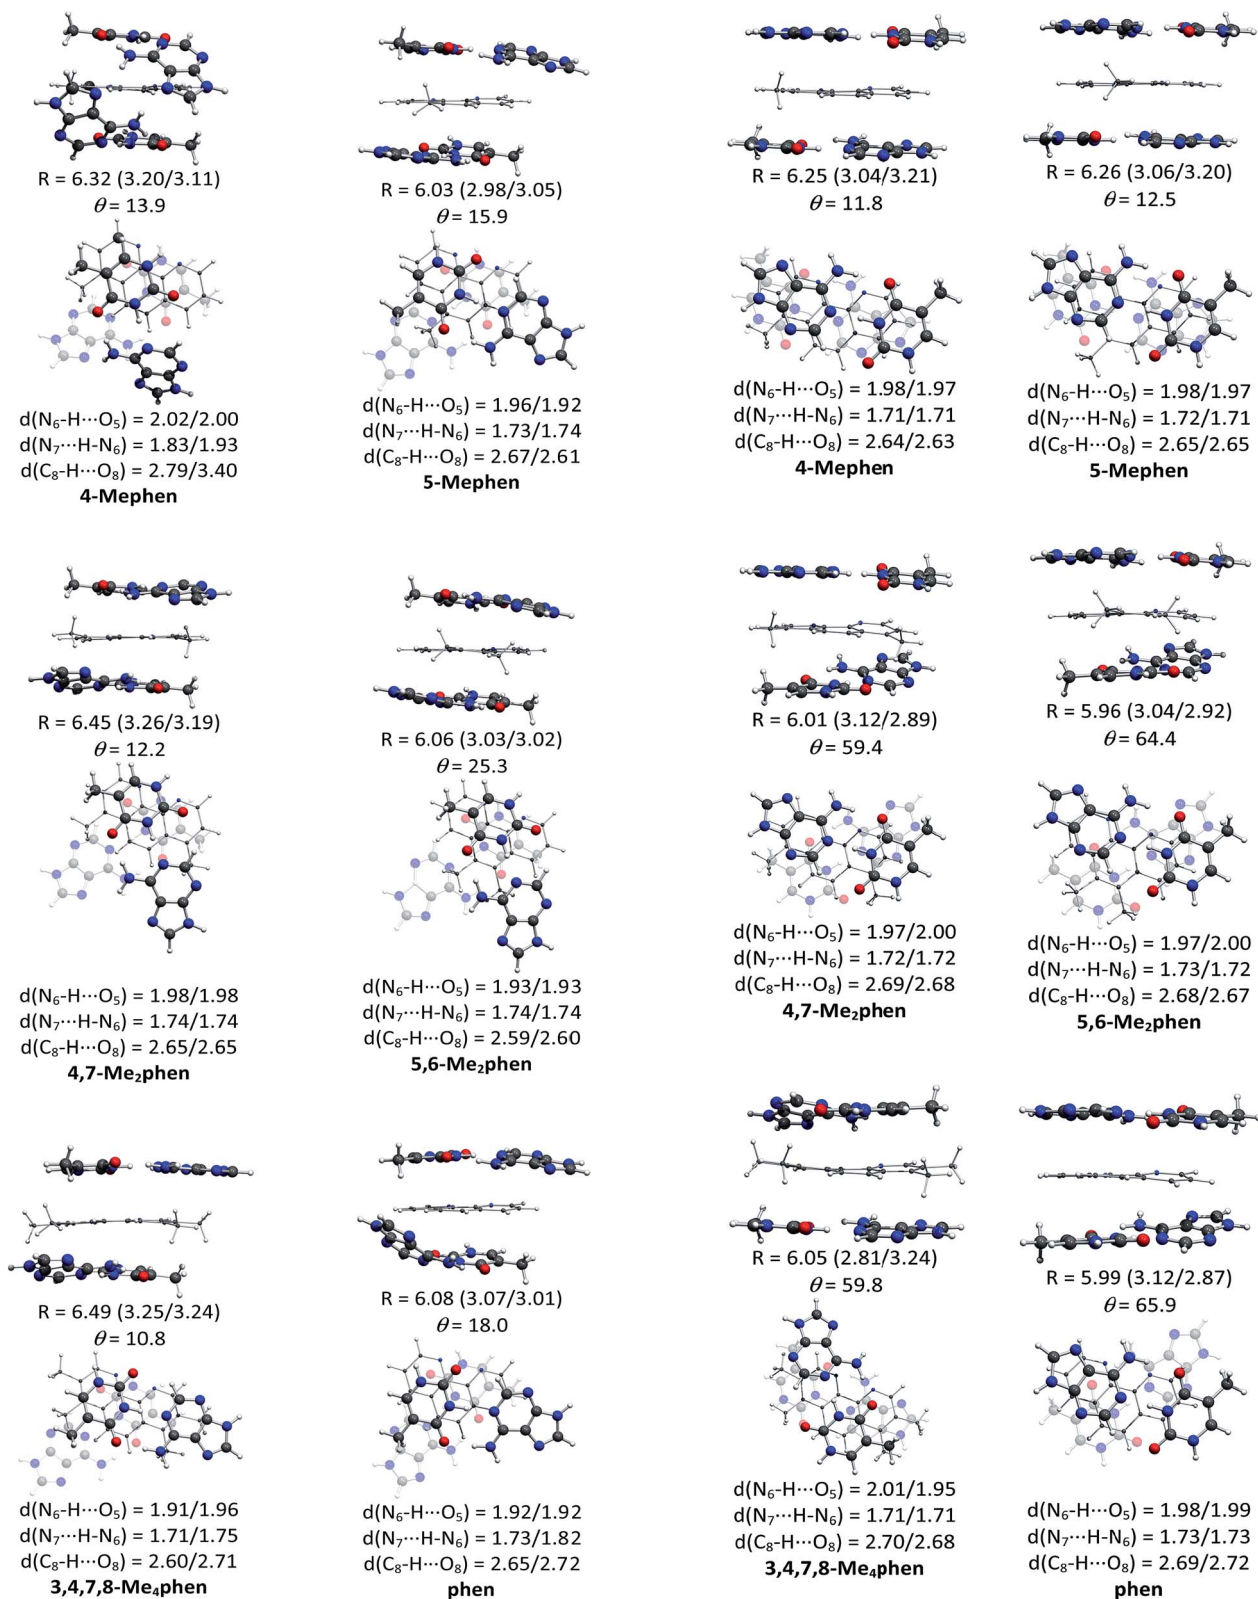 R = 6.32 (3.20/3.11)
θ = 13.9
d(N₆-H···O₅) = 2.02/2.00
d(N₇···H-N₆) = 1.83/1.93
d(C₈-H···O₈) = 2.79/3.40
4-Mephen
R = 6.03 (2.98/3.05)
θ = 15.9
d(N₆-H···O₅) = 1.96/1.92
d(N₇···H-N₆) = 1.73/1.74
d(C₈-H···O₈) = 2.67/2.61
5-Mephen
R = 6.25 (3.04/3.21)
θ = 11.8
d(N₆-H···O₅) = 1.98/1.97
d(N₇···H-N₆) = 1.71/1.71
d(C₈-H···O₈) = 2.64/2.63
4-Mephen
R = 6.26 (3.06/3.20)
θ = 12.5
d(N₆-H···O₅) = 1.98/1.97
d(N₇···H-N₆) = 1.72/1.71
d(C₈-H···O₈) = 2.65/2.65
5-Mephen
R = 6.45 (3.26/3.19)
θ = 12.2
d(N₆-H···O₅) = 1.98/1.98
d(N₇···H-N₆) = 1.74/1.74
d(C₈-H···O₈) = 2.65/2.65
4,7-Me₂phen
R = 6.06 (3.03/3.02)
θ = 25.3
d(N₆-H···O₅) = 1.93/1.93
d(N₇···H-N₆) = 1.74/1.74
d(C₈-H···O₈) = 2.59/2.60
5,6-Me₂phen
R = 6.01 (3.12/2.89)
θ = 59.4
d(N₆-H···O₅) = 1.97/2.00
d(N₇···H-N₆) = 1.72/1.72
d(C₈-H···O₈) = 2.69/2.68
4,7-Me₂phen
R = 5.96 (3.04/2.92)
θ = 64.4
d(N₆-H···O₅) = 1.97/2.00
d(N₇···H-N₆) = 1.73/1.72
d(C₈-H···O₈) = 2.68/2.67
5,6-Me₂phen
R = 6.49 (3.25/3.24)
θ = 10.8
d(N₆-H···O₅) = 1.91/1.96
d(N₇···H-N₆) = 1.71/1.75
d(C₈-H···O₈) = 2.60/2.71
3,4,7,8-Me₄phen
R = 6.08 (3.07/3.01)
θ = 18.0
d(N₆-H···O₅) = 1.92/1.92
d(N₇···H-N₆) = 1.73/1.82
d(C₈-H···O₈) = 2.65/2.72
phen
R = 6.05 (2.81/3.24)
θ = 59.8
d(N₆-H···O₅) = 2.01/1.95
d(N₇···H-N₆) = 1.71/1.71
d(C₈-H···O₈) = 2.70/2.68
3,4,7,8-Me₄phen
R = 5.99 (3.12/2.87)
θ = 65.9
d(N₆-H···O₅) = 1.98/1.99
d(N₇···H-N₆) = 1.73/1.73
d(C₈-H···O₈) = 2.69/2.72
phen